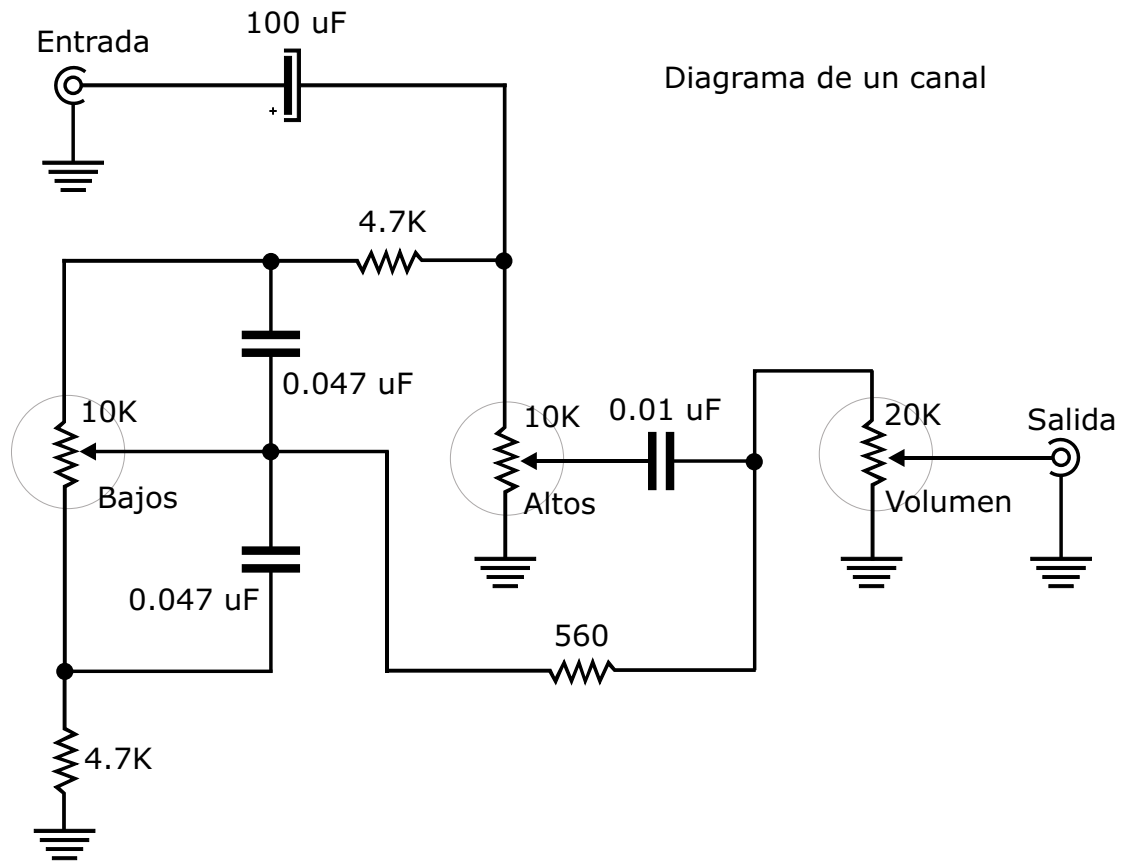 100 uF
Entrada
Diagrama de un canal
+
4.7K
0.047 uF
10K
Bajos
10K
Altos
0.01 uF
20K
Volumen
Salida
0.047 uF
560
4.7K